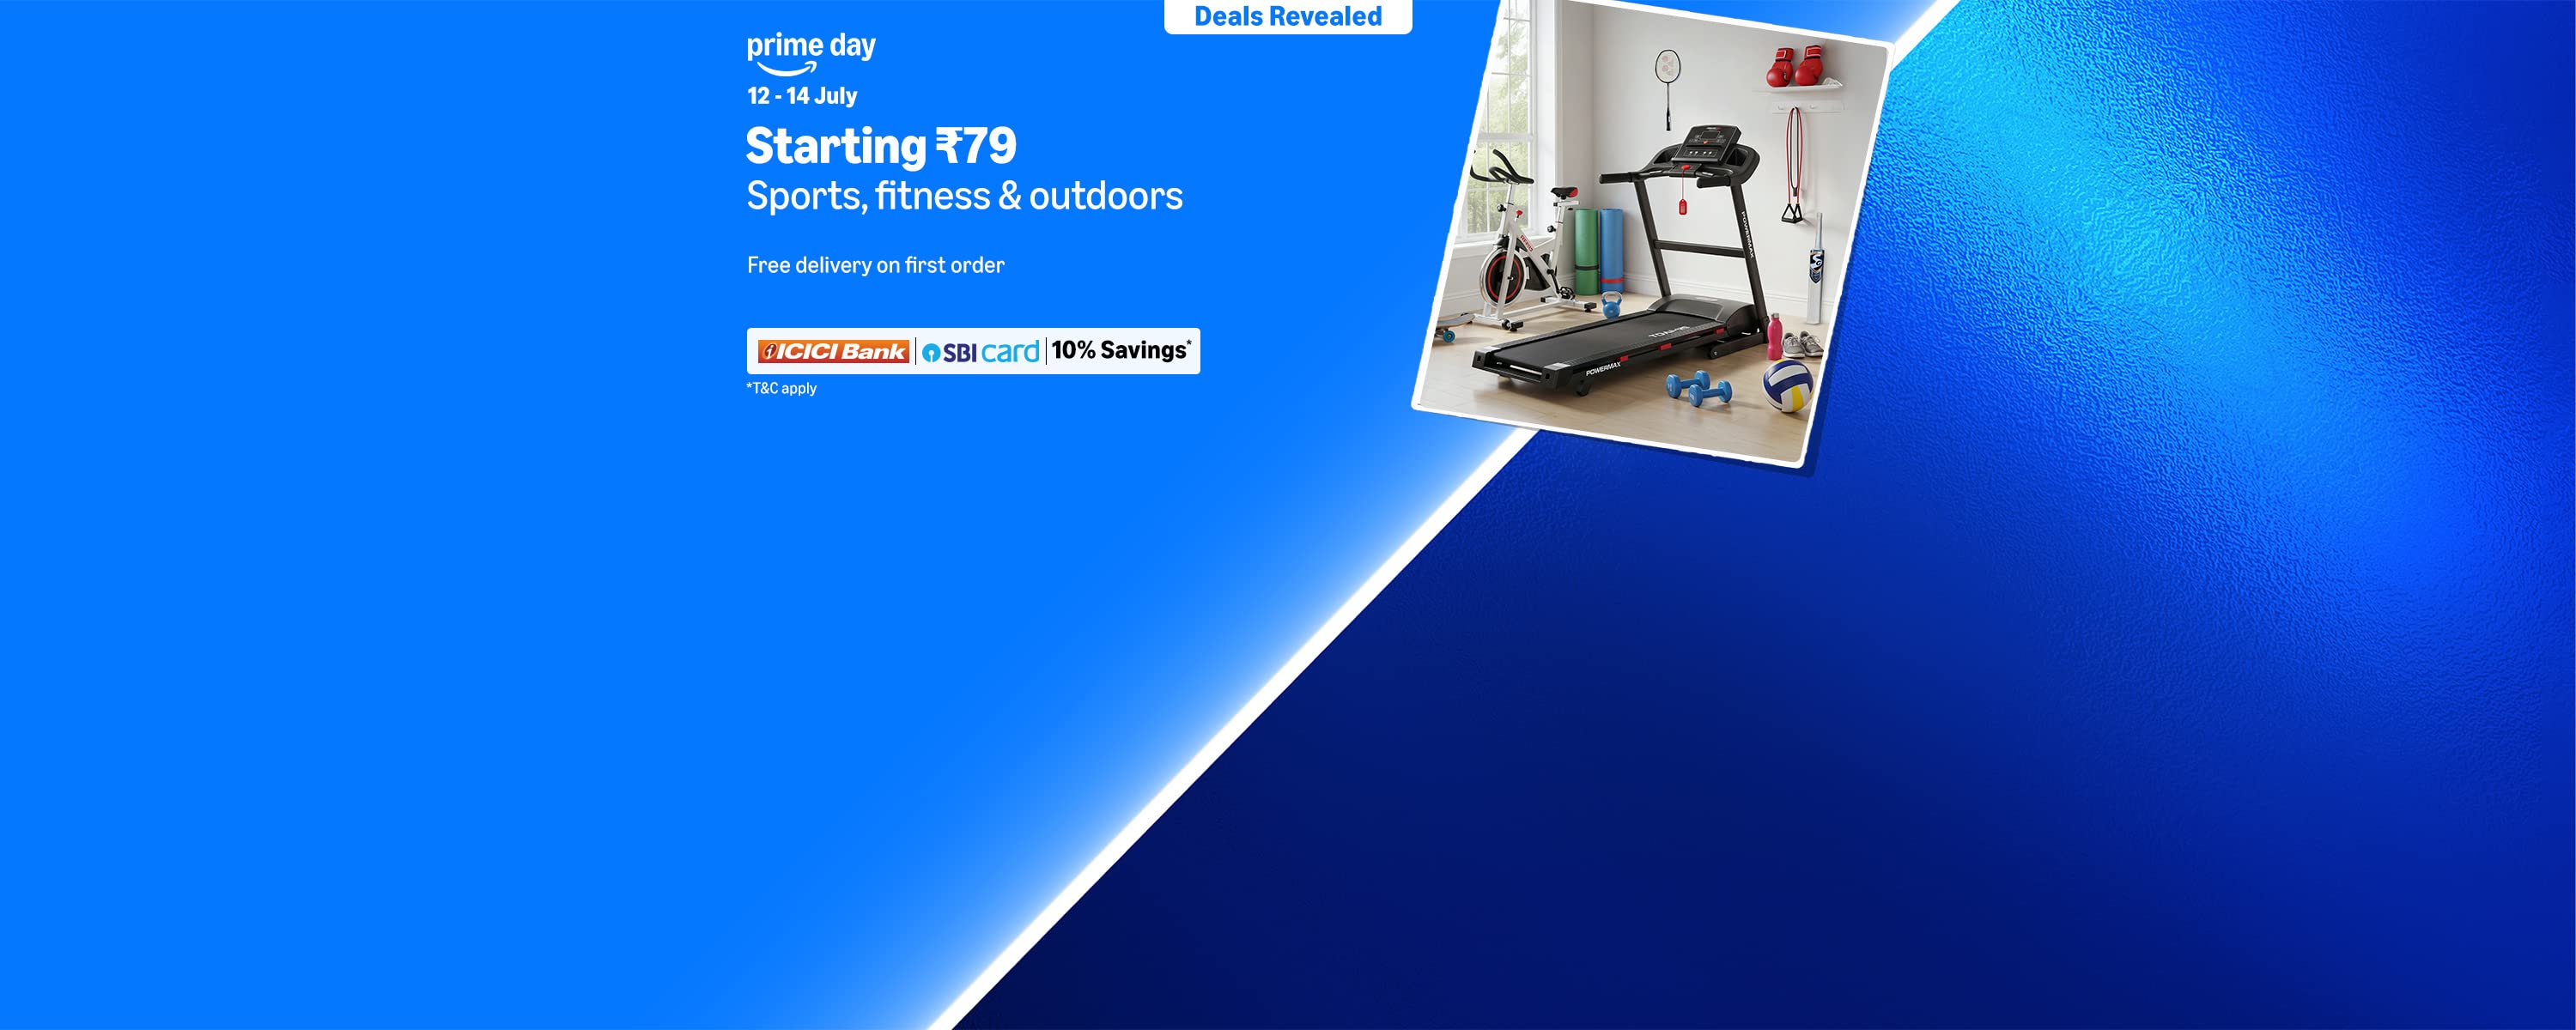 Deals Revealed
prime day
12 - 14 July
Starting ₹79
Sports, fitness & outdoors
Free delivery on first order
ICICI Bank | SBI card | 10% Savings*
*T&C apply
POWERMAX
POWERMAX